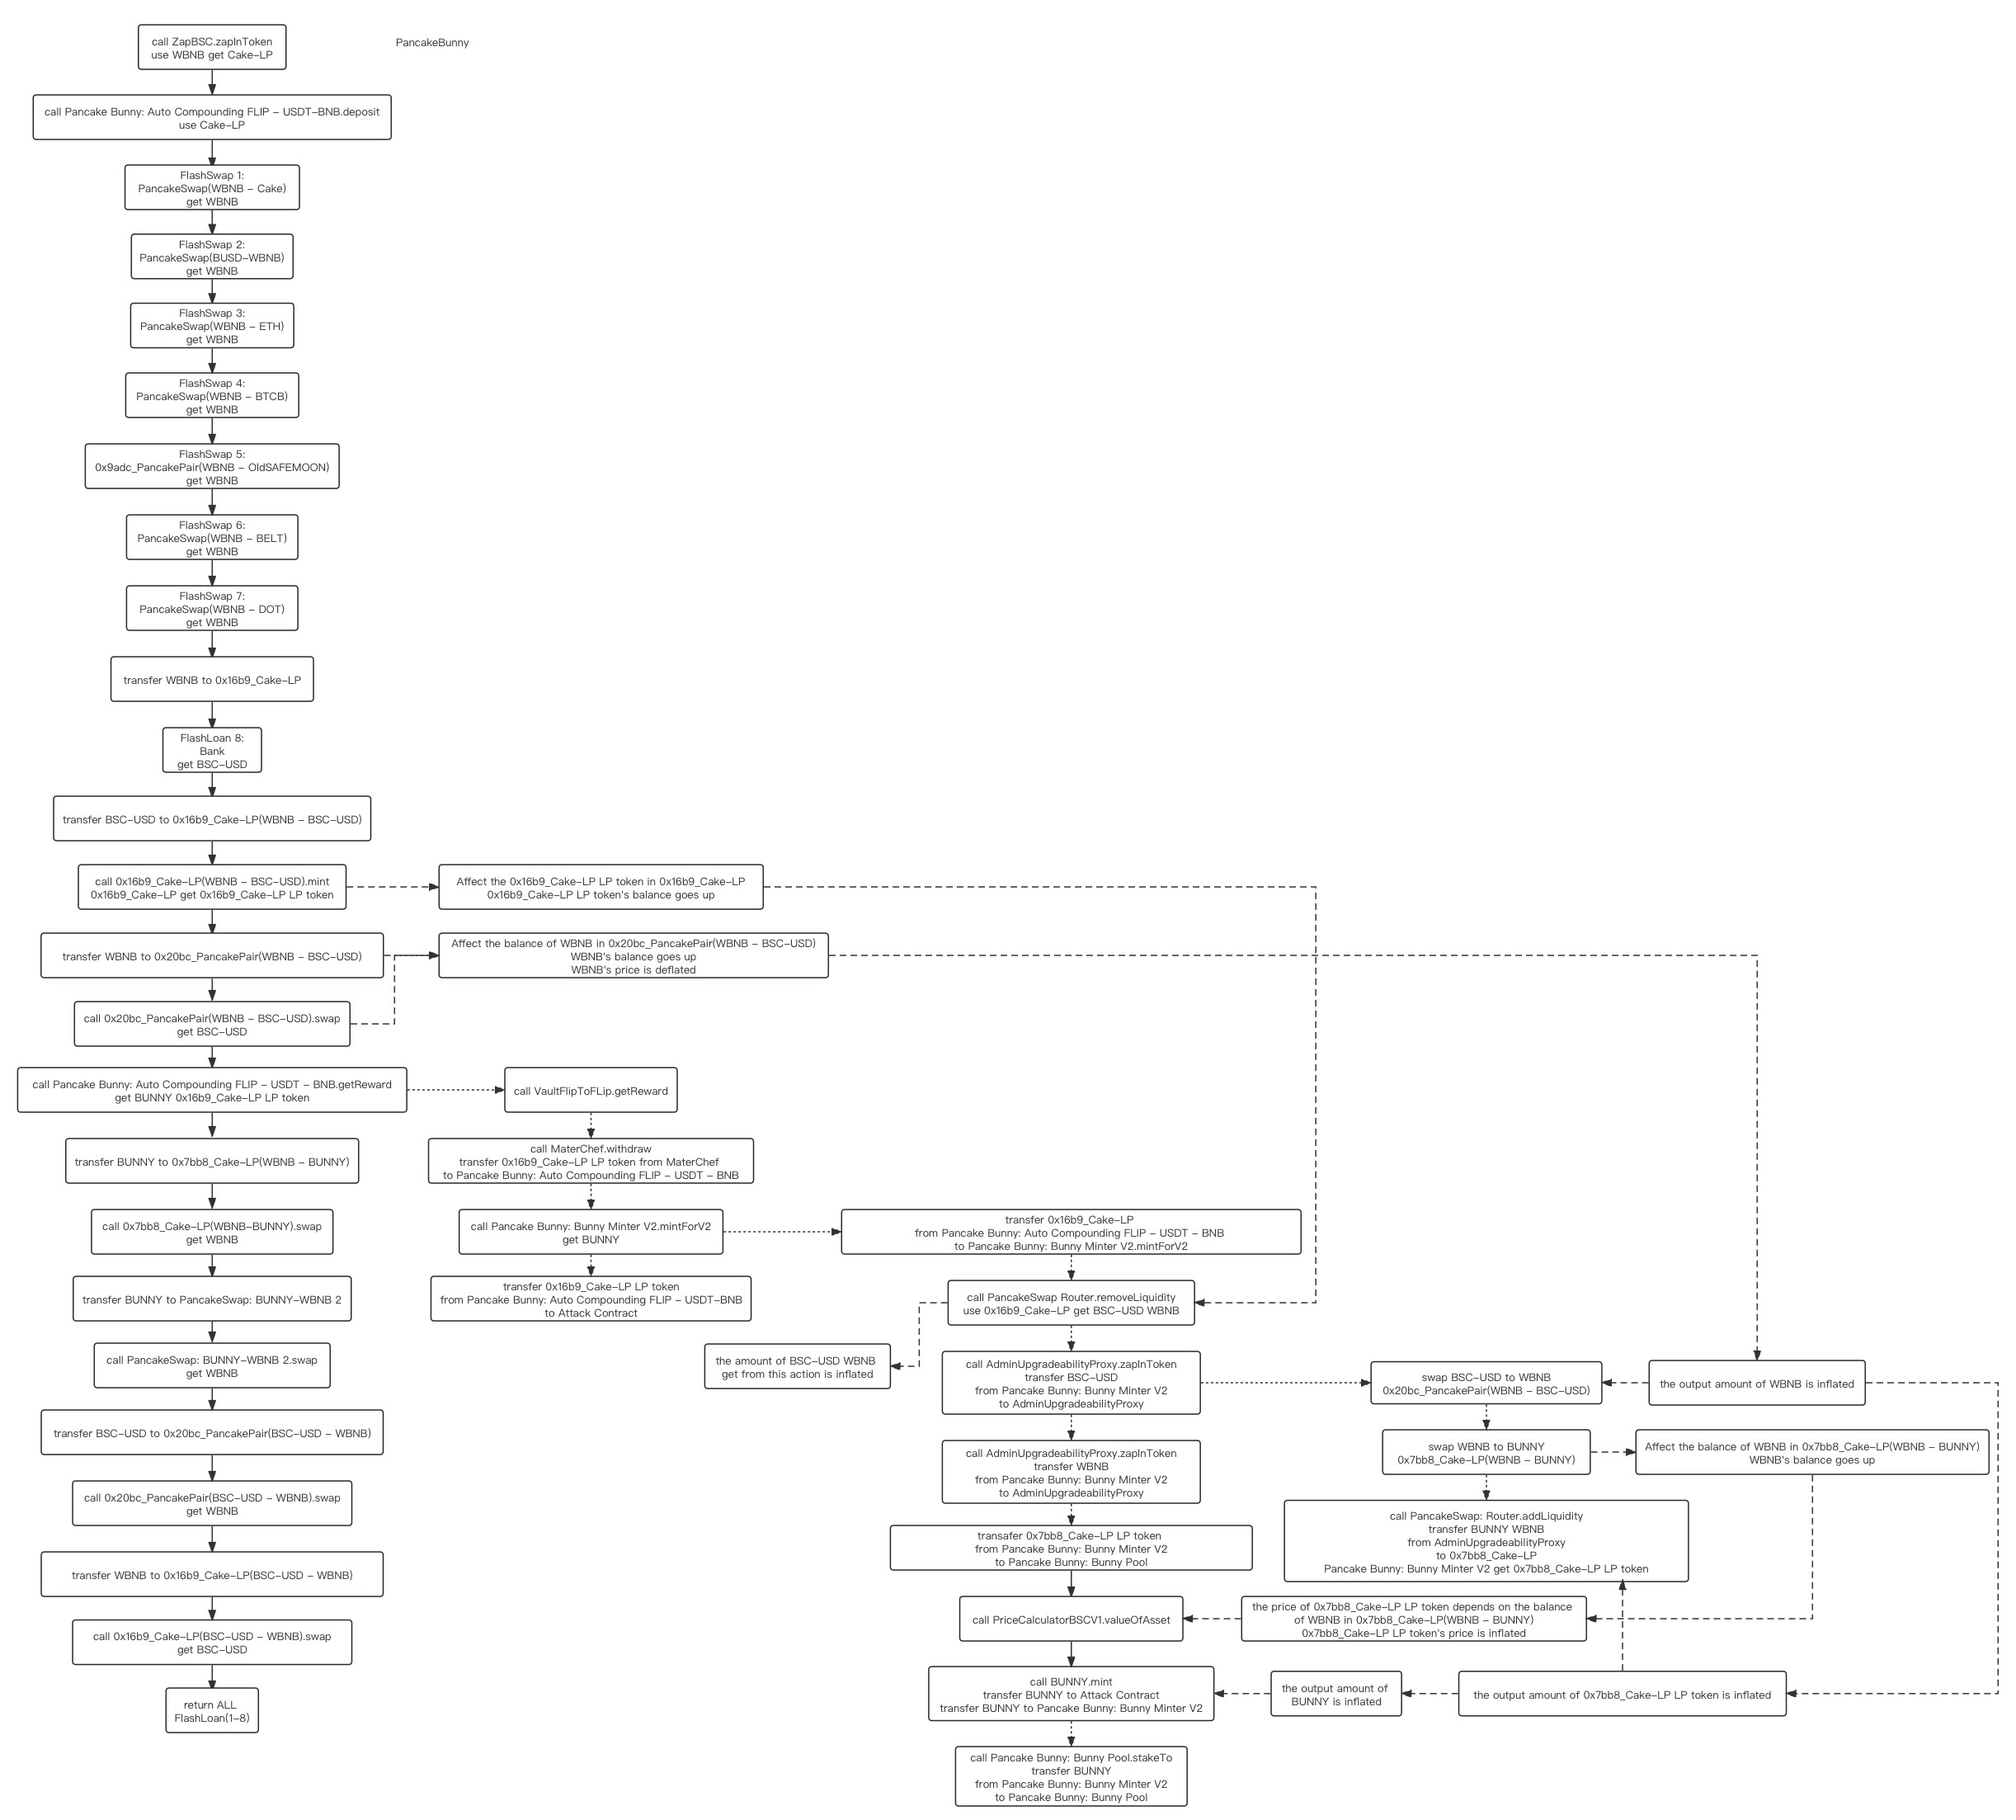 call ZapBSC.zapInToken
use WBNB get Cake-LP
PancakeBunny
call Pancake Bunny: Auto Compounding FLIP - USDT-BNB.deposit
use Cake-LP
FlashSwap 1:
PancakeSwap(WBNB - Cake)
get WBNB
FlashSwap 2:
PancakeSwap(BUSD-WBNB)
get WBNB
FlashSwap 3:
PancakeSwap(WBNB - ETH)
get WBNB
FlashSwap 4:
PancakeSwap(WBNB - BTCB)
get WBNB
FlashSwap 5:
0x9adc_PancakePair(WBNB - OldSAFEMOON)
get WBNB
FlashSwap 6:
PancakeSwap(WBNB - BELT)
get WBNB
FlashSwap 7:
PancakeSwap(WBNB - DOT)
get WBNB
transfer WBNB to 0x16b9_Cake-LP
FlashLoan 8:
Bank
get BSC-USD
transfer BSC-USD to 0x16b9_Cake-LP(WBNB - BSC-USD)
call 0x16b9_Cake-LP(WBNB - BSC-USD).mint
0x16b9_Cake-LP get 0x16b9_Cake-LP LP token
Affect the 0x16b9_Cake-LP LP token in 0x16b9_Cake-LP
0x16b9_Cake-LP LP token's balance goes up
transfer WBNB to 0x20bc_PancakePair(WBNB - BSC-USD)
Affect the balance of WBNB in 0x20bc_PancakePair(WBNB - BSC-USD)
WBNB's balance goes up
WBNB's price is deflated
call 0x20bc_PancakePair(WBNB - BSC-USD).swap
get BSC-USD
call Pancake Bunny: Auto Compounding FLIP - USDT - BNB.getReward
get BUNNY 0x16b9_Cake-LP LP token
call VaultFlipToFLip.getReward
transfer BUNNY to 0x7bb8_Cake-LP(WBNB - BUNNY)
call MaterChef.withdraw
transfer 0x16b9_Cake-LP LP token from MaterChef
to Pancake Bunny: Auto Compounding FLIP - USDT - BNB
call 0x7bb8_Cake-LP(WBNB-BUNNY).swap
get WBNB
call Pancake Bunny: Bunny Minter V2.mintForV2
get BUNNY
transfer 0x16b9_Cake-LP
from Pancake Bunny: Auto Compounding FLIP - USDT - BNB
to Pancake Bunny: Bunny Minter V2.mintForV2
transfer BUNNY to PancakeSwap: BUNNY-WBNB 2
transfer 0x16b9_Cake-LP LP token
from Pancake Bunny: Auto Compounding FLIP - USDT-BNB
to Attack Contract
call PancakeSwap Router.removeLiquidity
use 0x16b9_Cake-LP get BSC-USD WBNB
call PancakeSwap: BUNNY-WBNB 2.swap
get WBNB
the amount of BSC-USD WBNB
get from this action is inflated
call AdminUpgradeabilityProxy.zapInToken
transfer BSC-USD
from Pancake Bunny: Bunny Minter V2
to AdminUpgradeabilityProxy
swap BSC-USD to WBNB
0x20bc_PancakePair(WBNB - BSC-USD)
the output amount of WBNB is inflated
transfer BSC-USD to 0x20bc_PancakePair(BSC-USD - WBNB)
call AdminUpgradeabilityProxy.zapInToken
transfer WBNB
from Pancake Bunny: Bunny Minter V2
to AdminUpgradeabilityProxy
swap WBNB to BUNNY
0x7bb8_Cake-LP(WBNB - BUNNY)
Affect the balance of WBNB in 0x7bb8_Cake-LP(WBNB - BUNNY)
WBNB's balance goes up
call 0x20bc_PancakePair(BSC-USD - WBNB).swap
get WBNB
transafer 0x7bb8_Cake-LP LP token
from Pancake Bunny: Bunny Minter V2
to Pancake Bunny: Bunny Pool
call PancakeSwap: Router.addLiquidity
transfer BUNNY WBNB
from AdminUpgradeabilityProxy
to 0x7bb8_Cake-LP
Pancake Bunny: Bunny Minter V2 get 0x7bb8_Cake-LP LP token
transfer WBNB to 0x16b9_Cake-LP(BSC-USD - WBNB)
call PriceCalculatorBSCV1.valueOfAsset
the price of 0x7bb8_Cake-LP LP token depends on the balance
of WBNB in 0x7bb8_Cake-LP(WBNB - BUNNY)
0x7bb8_Cake-LP LP token's price is inflated
call 0x16b9_Cake-LP(BSC-USD - WBNB).swap
get BSC-USD
call BUNNY.mint
transfer BUNNY to Attack Contract
transfer BUNNY to Pancake Bunny: Bunny Minter V2
the output amount of
BUNNY is inflated
the output amount of 0x7bb8_Cake-LP LP token is inflated
return ALL
FlashLoan(1-8)
call Pancake Bunny: Bunny Pool.stakeTo
transfer BUNNY
from Pancake Bunny: Bunny Minter V2
to Pancake Bunny: Bunny Pool